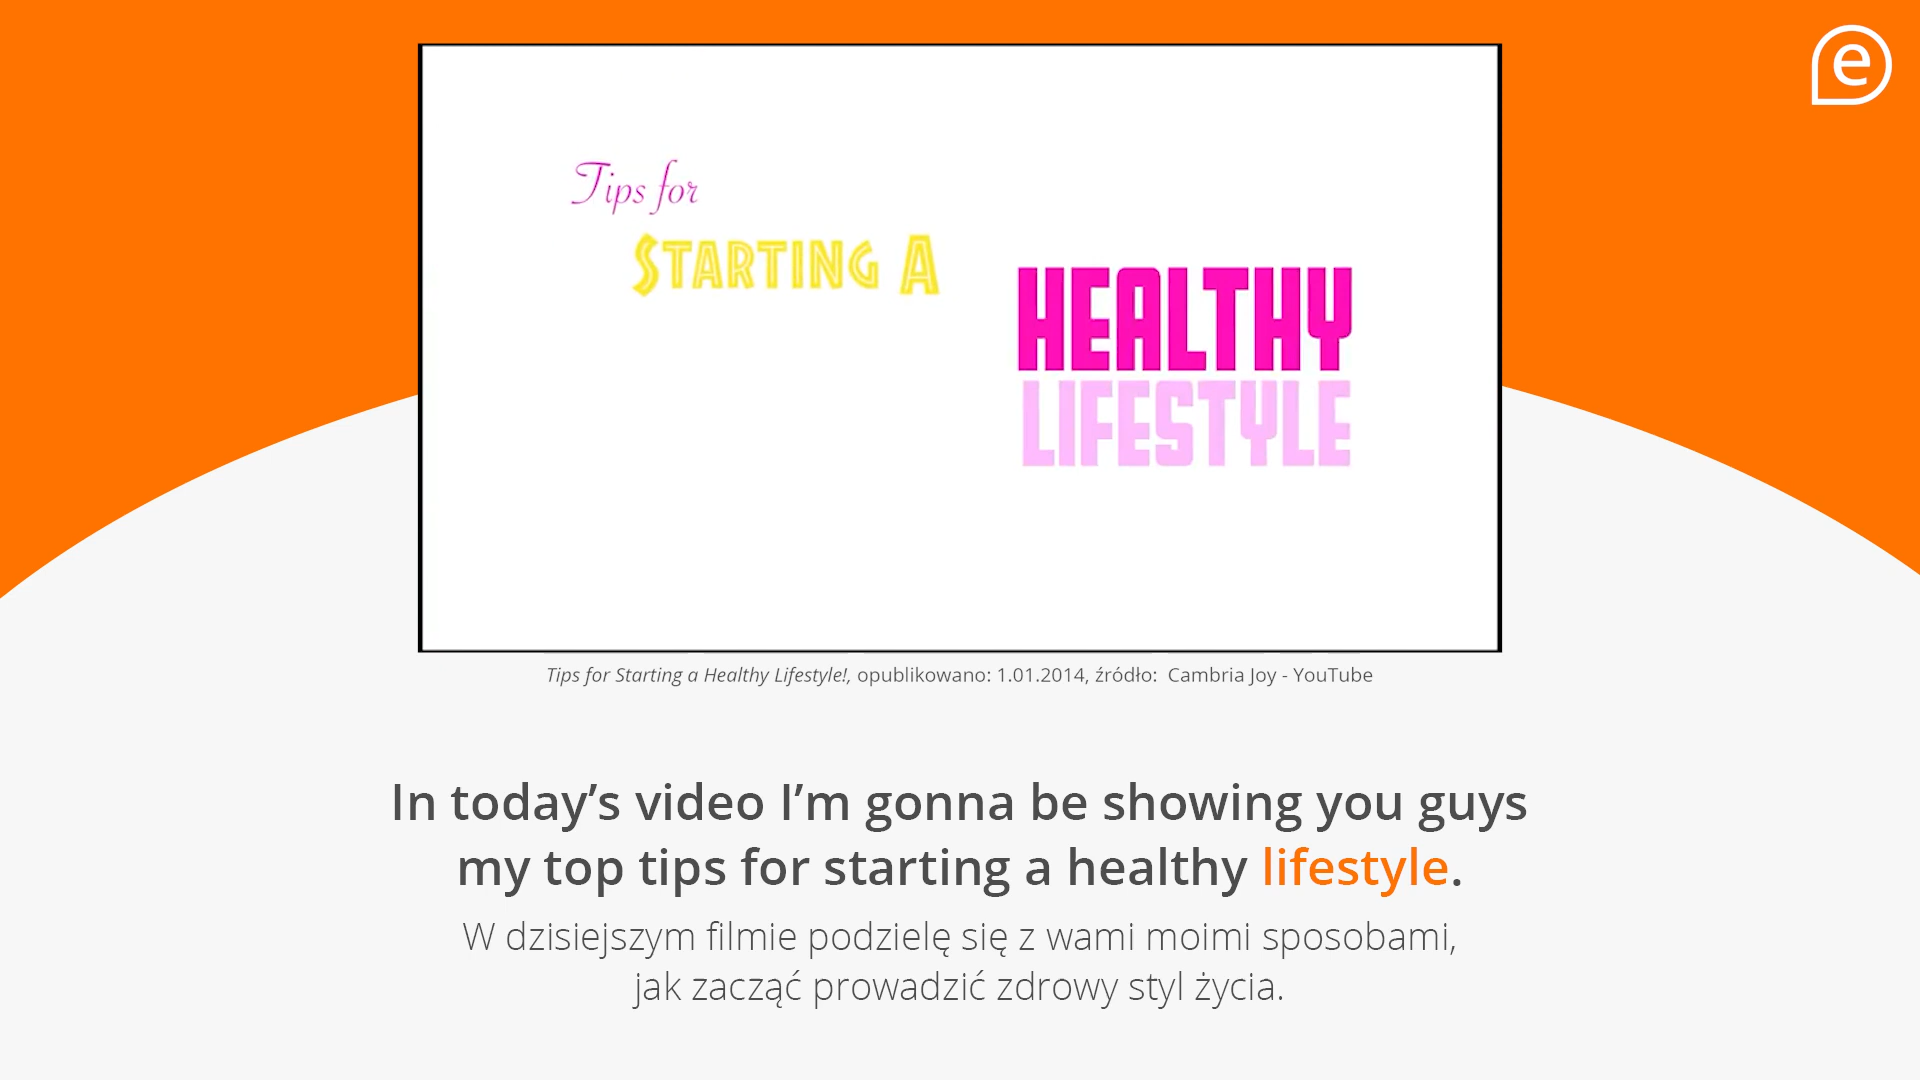 e
Tips for
STARTING A
HEALTHY
LIFESTYLE
Tips for Starting a Healthy Lifestyle!, opublikowano: 1.01.2014, źródło: Cambria Joy - YouTube
In today’s video I’m gonna be showing you guys
my top tips for starting a healthy lifestyle.
W dzisiejszym filmie podzielę się z wami moimi sposobami,
jak zacząć prowadzić zdrowy styl życia.